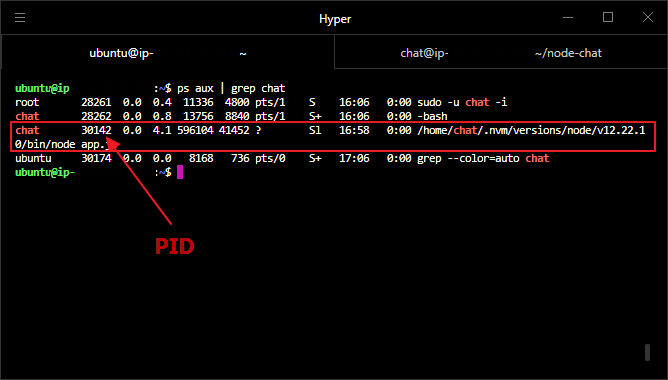 Hyper
ubuntu@ip- ~ chat@ip- ~/node-chat
ubuntu@ip :~$ ps aux | grep chat
root 28261 0.0 0.4 11336 4800 pts/1 S 16:06 0:00 sudo -u chat -i
chat 28262 0.0 0.8 13756 8840 pts/1 S+ 16:06 0:00 -bash
chat 30142 0.0 4.1 596104 41452 ? Sl 16:58 0:00 /home/chat/.nvm/versions/node/v12.22.1
0/bin/node app.j
ubuntu 30174 0.0 0.0 8168 736 pts/0 S+ 17:06 0:00 grep --color=auto chat
ubuntu@ip- :~$
PID